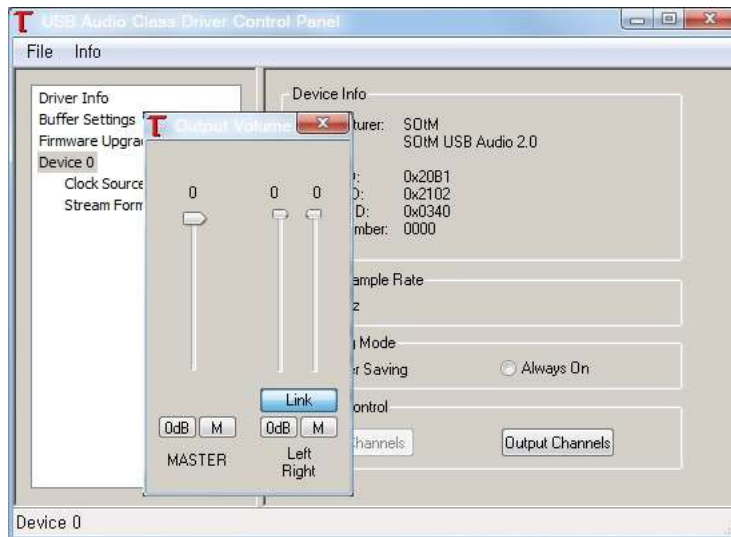 USB Audio Class Driver Control Panel
File Info
Driver Info
Buffer Settings
Firmware Upgra
Device 0
Clock Source
Stream Form
Device Info
turer: SOtM
SOtM USB Audio 2.0
D: 0x20B1
D: 0x2102
D: 0x0340
mber: 0000
ample Rate
z
g Mode
r Saving
Always On
ontrol
hannels
Output Channels
Output Volume
0 0 0
Link
0dB M 0dB M
MASTER
Left
Right
Device 0